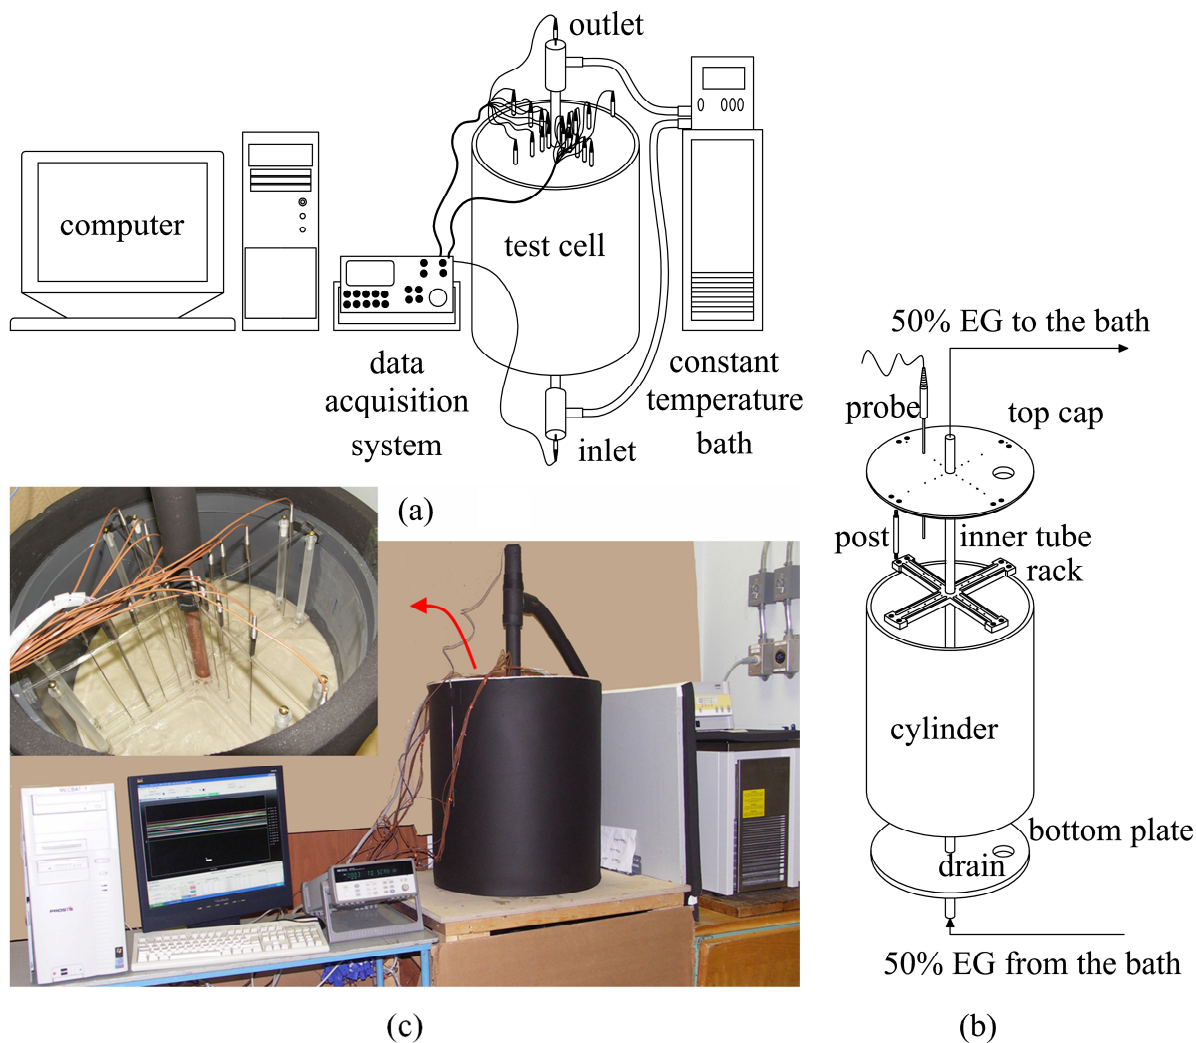 outlet
computer
test cell
data
acquisition
system
inlet
constant
temperature
bath
(a)
50% EG to the bath
probe
top cap
post
inner tube
rack
cylinder
bottom plate
drain
50% EG from the bath
(b)
(c)